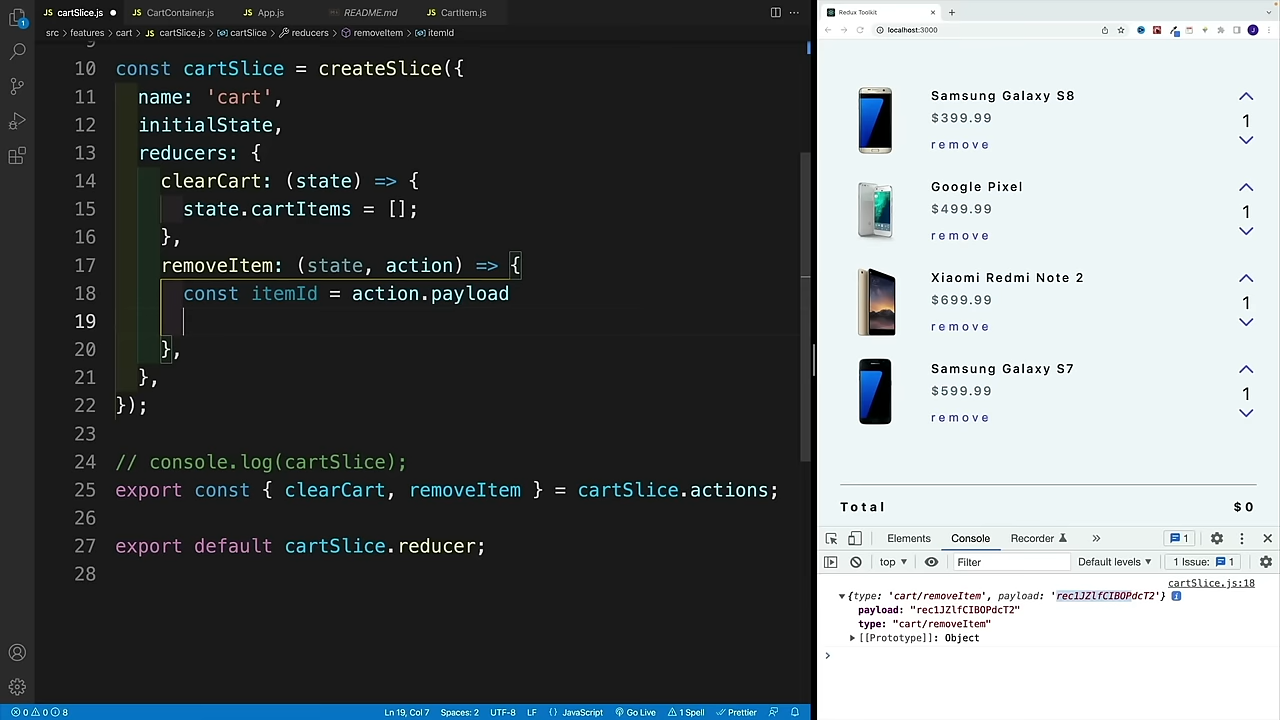 cartSlice.js
CartContainer.js
App.js
README.md
CartItem.js
src
features
cartSlice
reducers
removeItem
itemId
10 const cartSlice = createSlice({
11 name: 'cart',
12 initialState,
13 reducers: {
14 clearCart: (state) => {
15 state.cartItems = [];
16 },
17 removeItem: (state, action) => {
18 const itemId = action.payload
19
20 },
21 },
22 });
23
24 // console.log(cartSlice);
25 export const { clearCart, removeItem } = cartSlice.actions;
26
27 export default cartSlice.reducer;
28
0 0 8
Ln 19, Col 7
Spaces: 2
UTF-8
LF
{} JavaScript
Go Live
1 Spell
Prettier
Redux Toolkit
localhost:3000
J
Samsung Galaxy S8
$399.99
remove
1
Google Pixel
$499.99
remove
1
Xiaomi Redmi Note 2
$699.99
remove
1
Samsung Galaxy S7
$599.99
remove
1
Total $0
Elements
Console
Recorder
1
top
Filter
Default levels
1 Issue: 1
cartSlice.js:18
{type: 'cart/removeItem', payload: 'rec1JZlfCIBOPdcT2'}
payload: "rec1JZlfCIBOPdcT2"
type: "cart/removeItem"
[[Prototype]]: Object